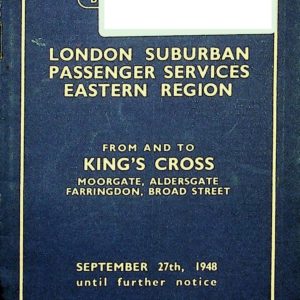 LONDON SUBURBAN
PASSENGER SERVICES
EASTERN REGION
FROM AND TO
KING'S CROSS
MOORGATE, ALDERSGATE
FARRINGDON, BROAD STREET
SEPTEMBER 27th, 1948
until further notice